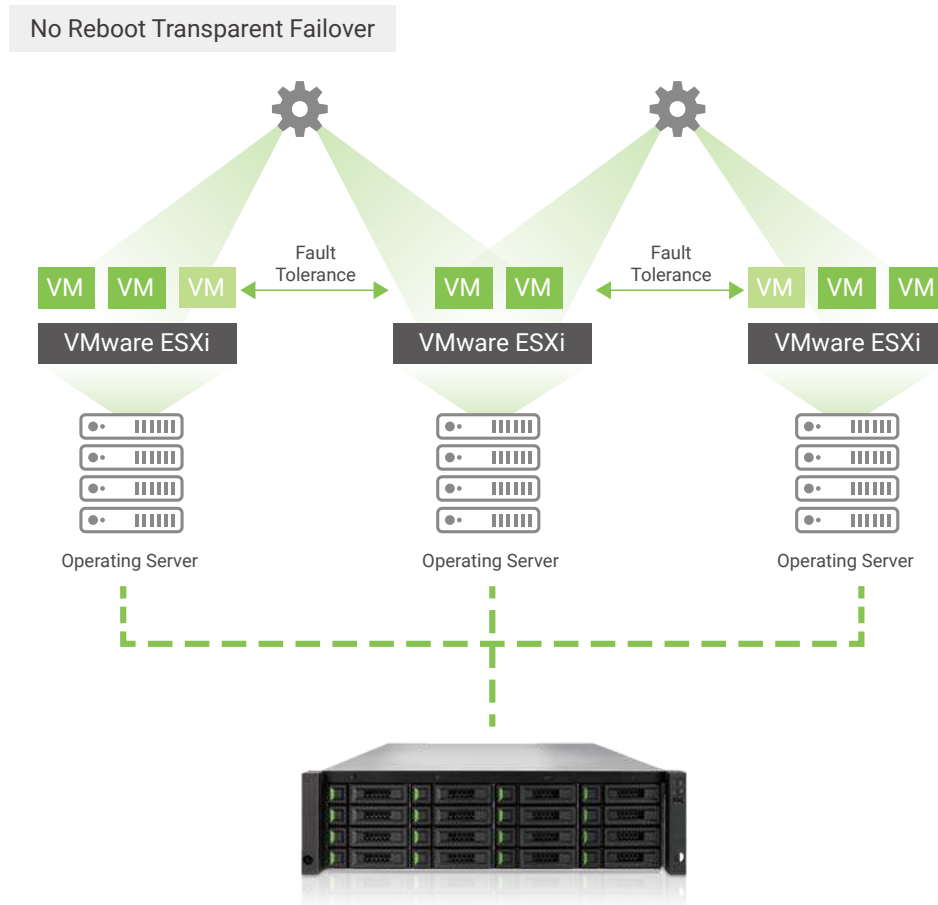 No Reboot Transparent Failover
Fault
Tolerance
Fault
Tolerance
VM VM VM
VM VM
VM VM VM
VMware ESXi
VMware ESXi
VMware ESXi
Operating Server
Operating Server
Operating Server